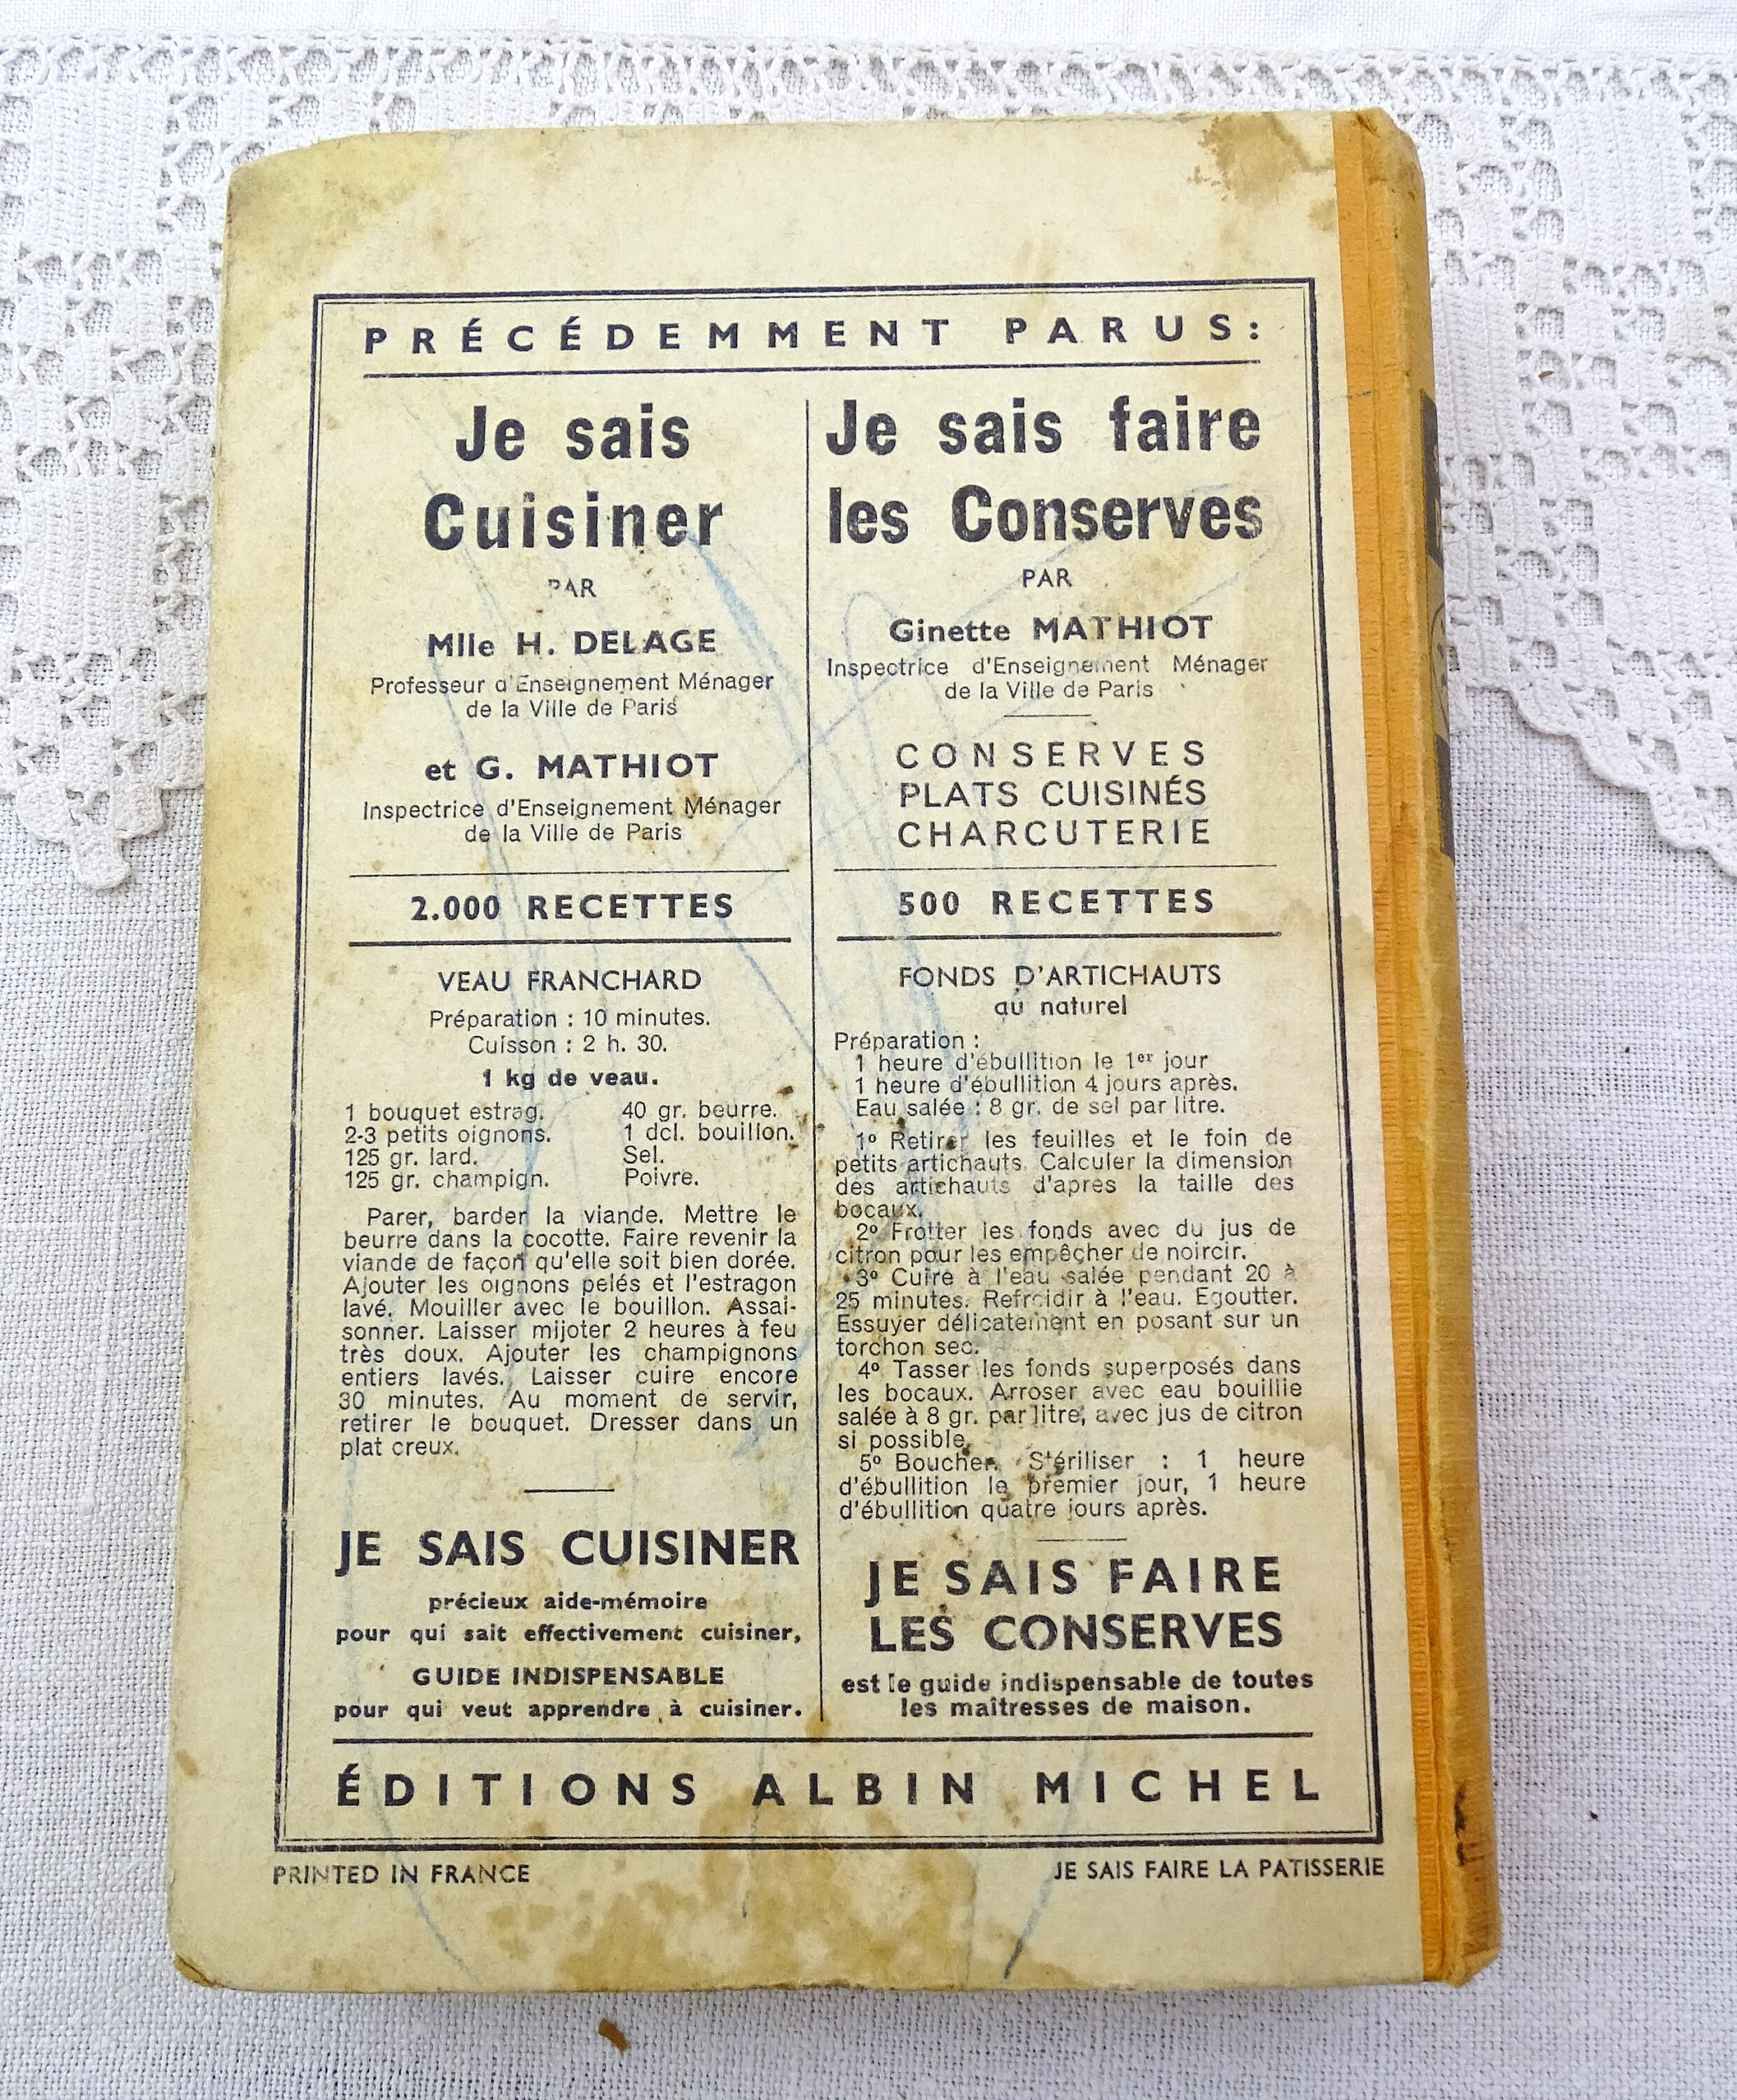 PRÉCÉDEMMENT PARUS:
Je sais
Cuisiner
PAR
Mlle H. DELAGE
Professeur d'Enseignement Ménager
de la Ville de Paris
et G. MATHIOT
Inspectrice d'Enseignement Ménager
de la Ville de Paris
2.000 RECETTES
VEAU FRANCHARD
Préparation : 10 minutes.
Cuisson : 2 h. 30.
1 kg de veau.
1 bouquet estrag. 40 gr. beurre.
2-3 petits oignons. 1 dcl. bouillon.
125 gr. lard. Sel.
125 gr. champign. Poivre.
Parer, barder la viande. Mettre le
beurre dans la cocotte. Faire revenir la
viande de façon qu'elle soit bien dorée.
Ajouter les oignons pelés et l'estragon
lavé. Mouiller avec le bouillon. Assai-
sonner. Laisser mijoter 2 heures à feu
très doux. Ajouter les champignons
entiers lavés. Laisser cuire encore
30 minutes. Au moment de servir,
retirer le bouquet. Dresser dans un
plat creux.
JE SAIS CUISINER
précieux aide-mémoire
pour qui sait effectivement cuisiner,
GUIDE INDISPENSABLE
pour qui veut apprendre à cuisiner.
Je sais faire
les Conserves
PAR
Ginette MATHIOT
Inspectrice d'Enseignement Ménager
de la Ville de Paris
CONSERVES
PLATS CUISINÉS
CHARCUTERIE
500 RECETTES
FONDS D'ARTICHAUTS
au naturel
Préparation :
1 heure d'ébullition le 1er jour
1 heure d'ébullition 4 jours après.
Eau salée : 8 gr. de sel par litre.
1º Retirer les feuilles et le foin de
petits artichauts. Calculer la dimension
des artichauts d'après la taille des
bocaux.
2º Frotter les fonds avec du jus de
citron pour les empêcher de noircir.
3º Cuire à l'eau salée pendant 20 à
25 minutes. Refroidir à l'eau. Egoutter.
Essuyer délicatement en posant sur un
torchon sec.
4º Tasser les fonds superposés dans
les bocaux. Arroser avec eau bouillie
salée à 8 gr. par litre, avec jus de citron
si possible.
5º Boucher. Stériliser : 1 heure
d'ébullition le premier jour, 1 heure
d'ébullition quatre jours après.
JE SAIS FAIRE
LES CONSERVES
est le guide indispensable de toutes
les maîtresses de maison.
ÉDITIONS ALBIN MICHEL
PRINTED IN FRANCE
JE SAIS FAIRE LA PATISSERIE